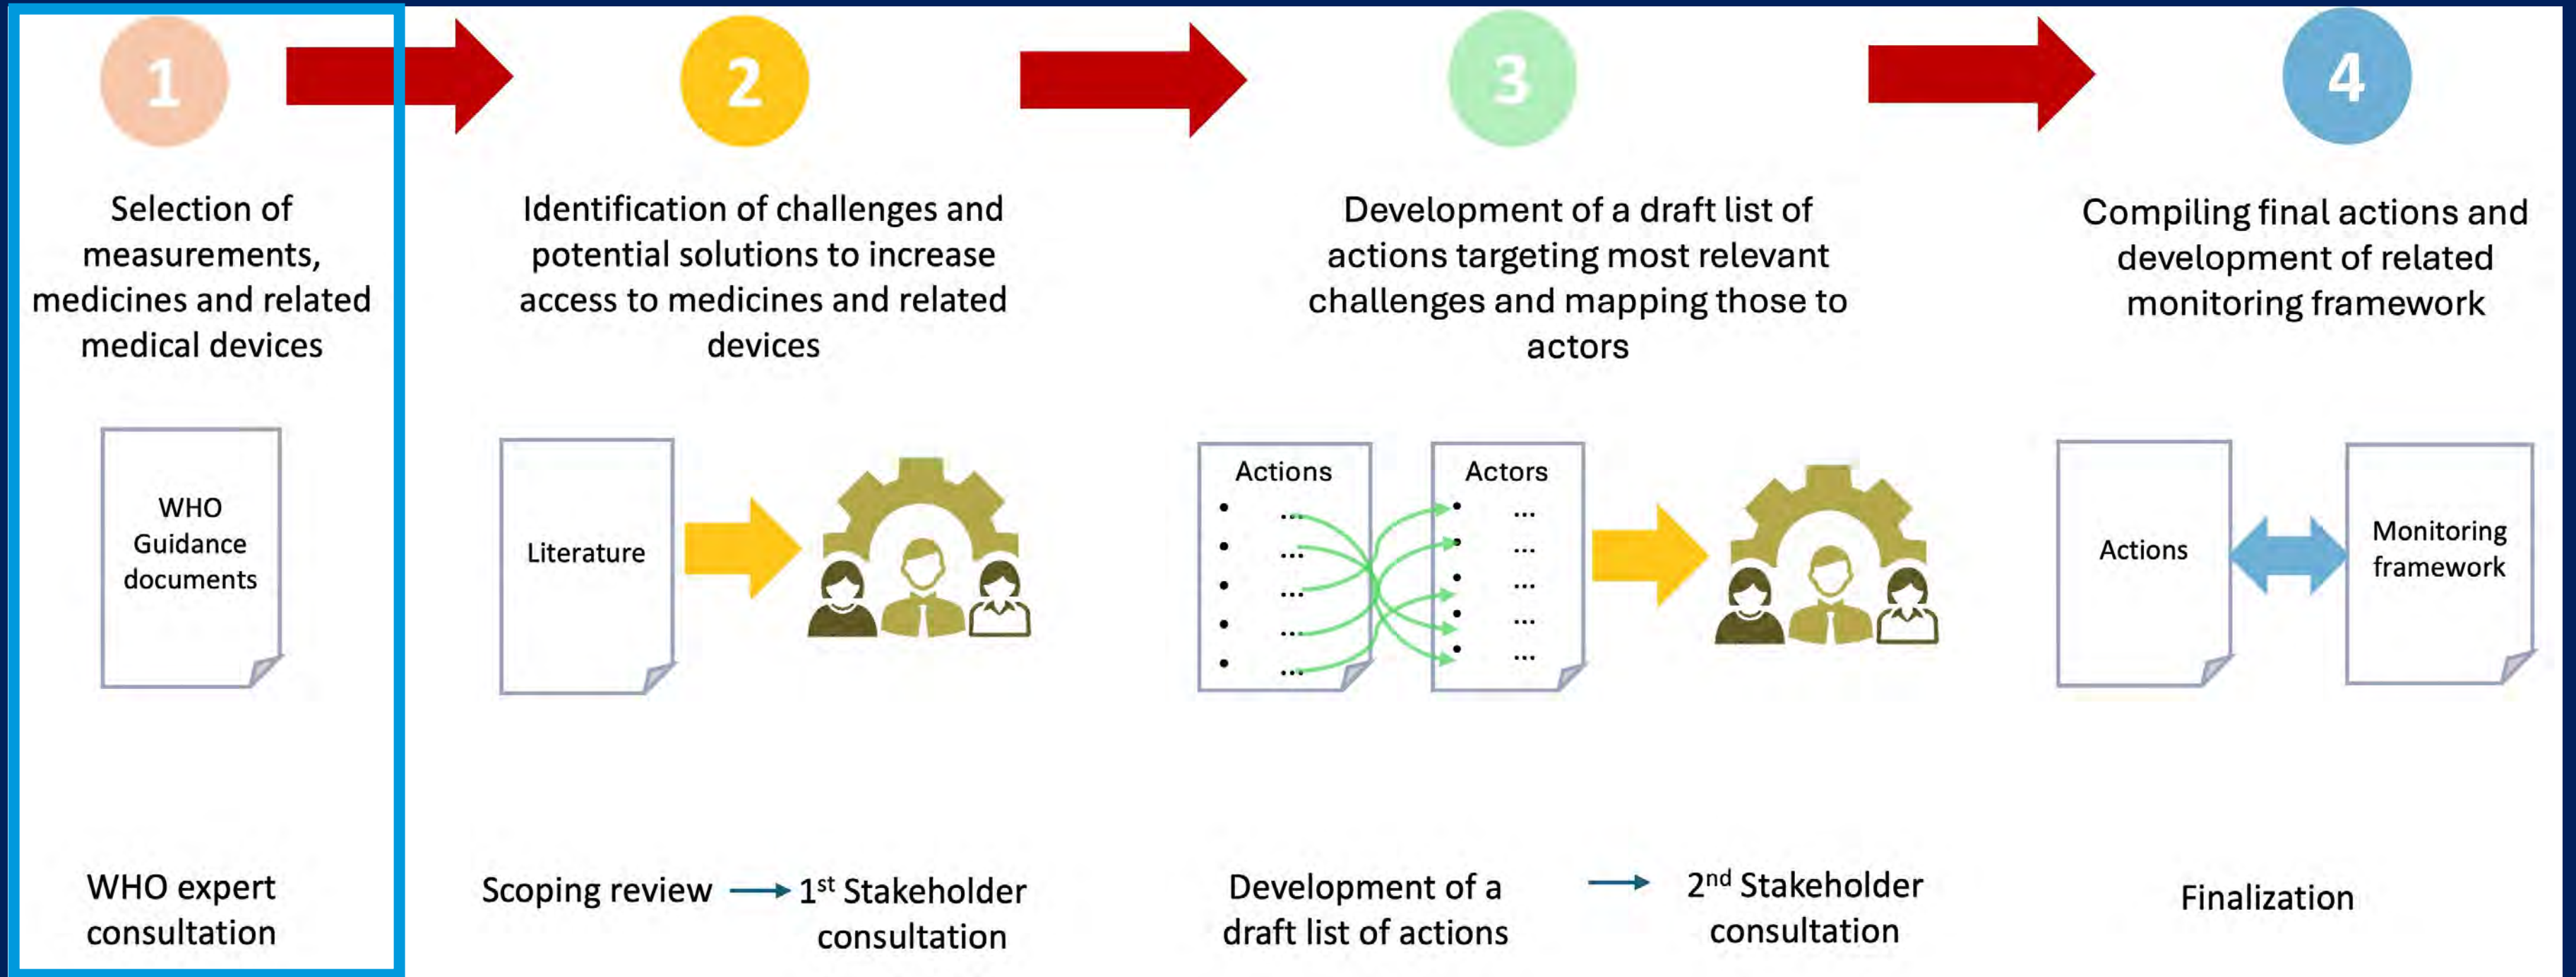 1
Selection of
measurements,
medicines and related
medical devices
WHO
Guidance
documents
WHO expert
consultation
2
Identification of challenges and
potential solutions to increase
access to medicines and related
devices
Literature
Scoping review
1st Stakeholder
consultation
3
Development of a draft list of
actions targeting most relevant
challenges and mapping those to
actors
Actions
• ...
• ...
• ...
• ...
• ...
Actors
• ...
• ...
• ...
• ...
• ...
Development of a
draft list of actions
2nd Stakeholder
consultation
4
Compiling final actions and
development of related
monitoring framework
Actions
Monitoring
framework
Finalization